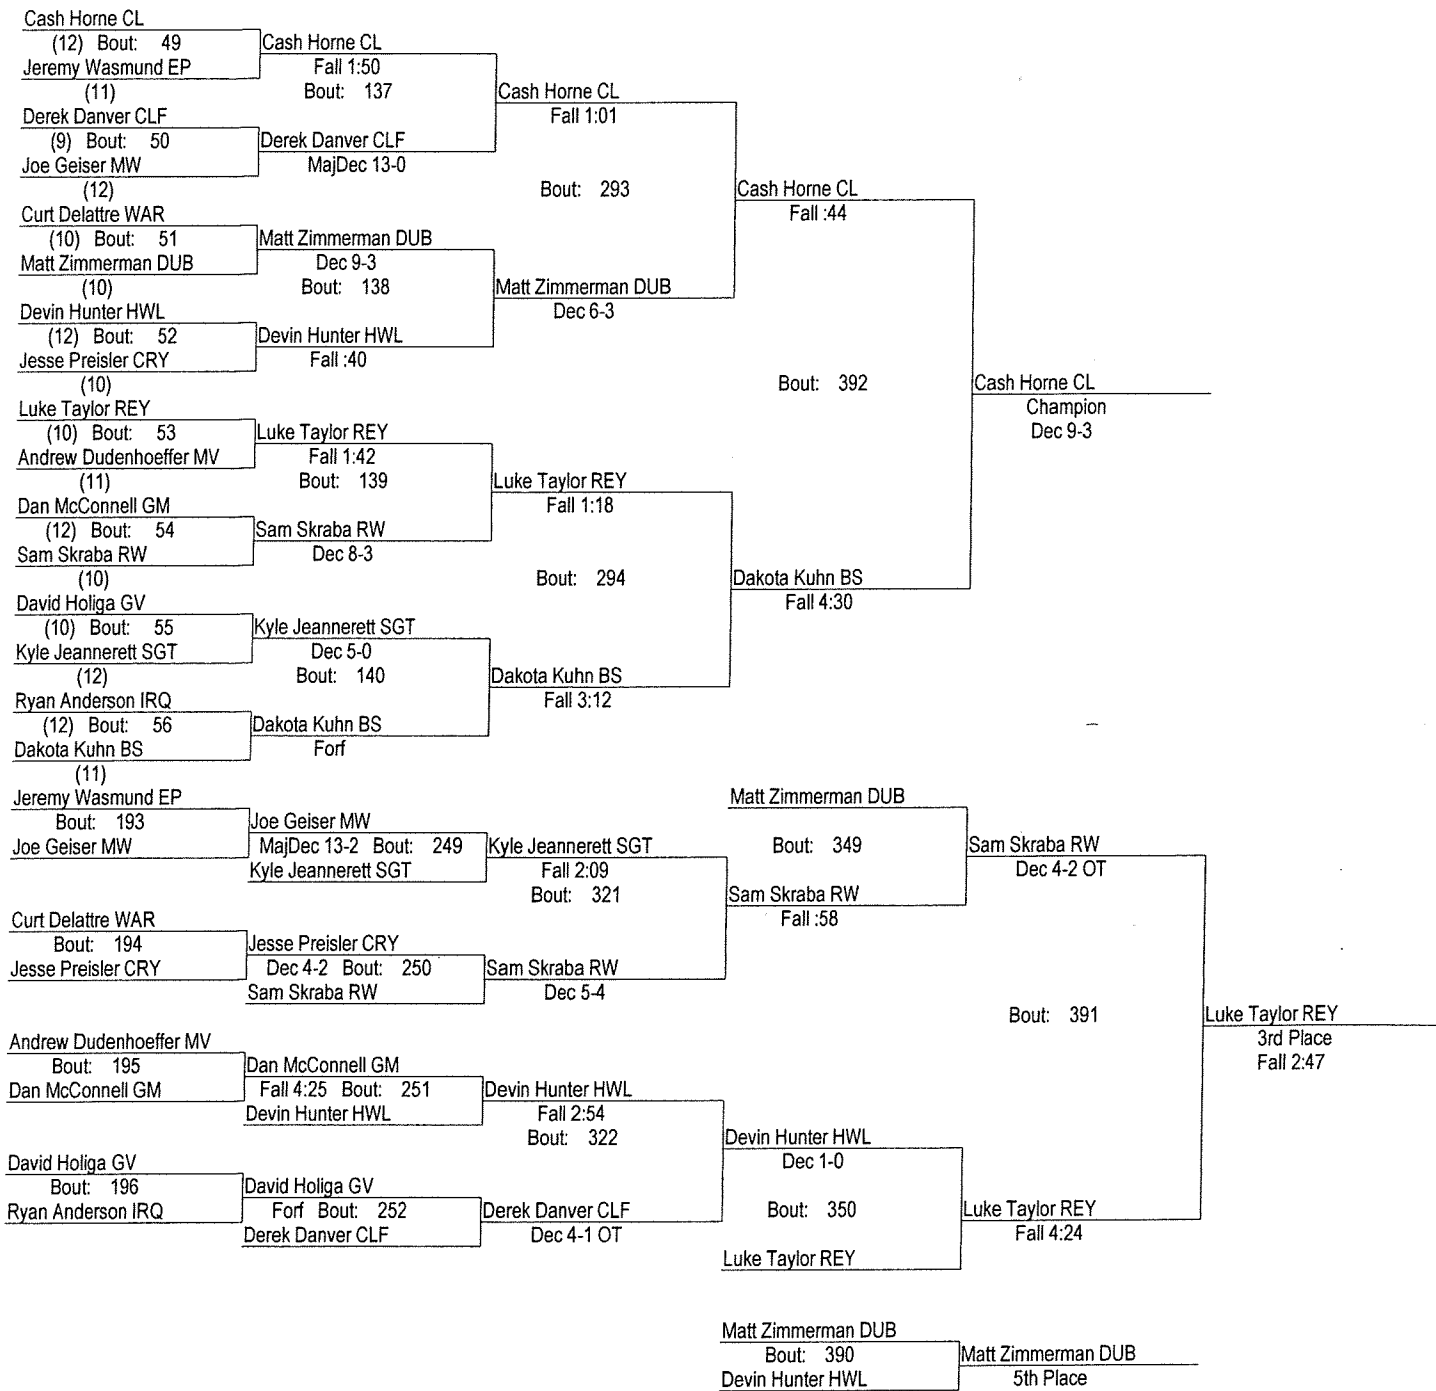 Cash Horne CL
(12) Bout: 49
Jeremy Wasmund EP
(11)
Cash Horne CL
Fall 1:50
Bout: 137
Derek Danver CLF
(9) Bout: 50
Joe Geiser MW
(12)
Derek Danver CLF
MajDec 13-0
Cash Horne CL
Fall 1:01
Bout: 293
Curt Delattre WAR
(10) Bout: 51
Matt Zimmerman DUB
(10)
Matt Zimmerman DUB
Dec 9-3
Bout: 138
Devin Hunter HWL
(12) Bout: 52
Jesse Preisler CRY
(10)
Devin Hunter HWL
Fall :40
Matt Zimmerman DUB
Dec 6-3
Cash Horne CL
Fall :44
Bout: 392
Cash Horne CL
Champion
Dec 9-3
Luke Taylor REY
(10) Bout: 53
Andrew Dudenhoeffer MV
(11)
Luke Taylor REY
Fall 1:42
Bout: 139
Dan McConnell GM
(12) Bout: 54
Sam Skraba RW
(10)
Sam Skraba RW
Dec 8-3
Luke Taylor REY
Fall 1:18
Bout: 294
David Holiga GV
(10) Bout: 55
Kyle Jeannerett SGT
(12)
Kyle Jeannerett SGT
Dec 5-0
Bout: 140
Ryan Anderson IRQ
(12) Bout: 56
Dakota Kuhn BS
(11)
Dakota Kuhn BS
Forf
Dakota Kuhn BS
Fall 3:12
Dakota Kuhn BS
Fall 4:30
Jeremy Wasmund EP
Bout: 193
Joe Geiser MW
Joe Geiser MW
MajDec 13-2 Bout: 249
Kyle Jeannerett SGT
Kyle Jeannerett SGT
Fall 2:09
Bout: 321
Curt Delattre WAR
Bout: 194
Jesse Preisler CRY
Jesse Preisler CRY
Dec 4-2 Bout: 250
Sam Skraba RW
Sam Skraba RW
Dec 5-4
Matt Zimmerman DUB
Bout: 349
Sam Skraba RW
Fall :58
Sam Skraba RW
Dec 4-2 OT
Bout: 391
Luke Taylor REY
3rd Place
Fall 2:47
Andrew Dudenhoeffer MV
Bout: 195
Dan McConnell GM
Dan McConnell GM
Fall 4:25 Bout: 251
Devin Hunter HWL
Devin Hunter HWL
Fall 2:54
Bout: 322
David Holiga GV
Bout: 196
Ryan Anderson IRQ
David Holiga GV
Forf Bout: 252
Derek Danver CLF
Derek Danver CLF
Dec 4-1 OT
Devin Hunter HWL
Dec 1-0
Bout: 350
Luke Taylor REY
Luke Taylor REY
Fall 4:24
Matt Zimmerman DUB
Bout: 390
Devin Hunter HWL
Matt Zimmerman DUB
5th Place